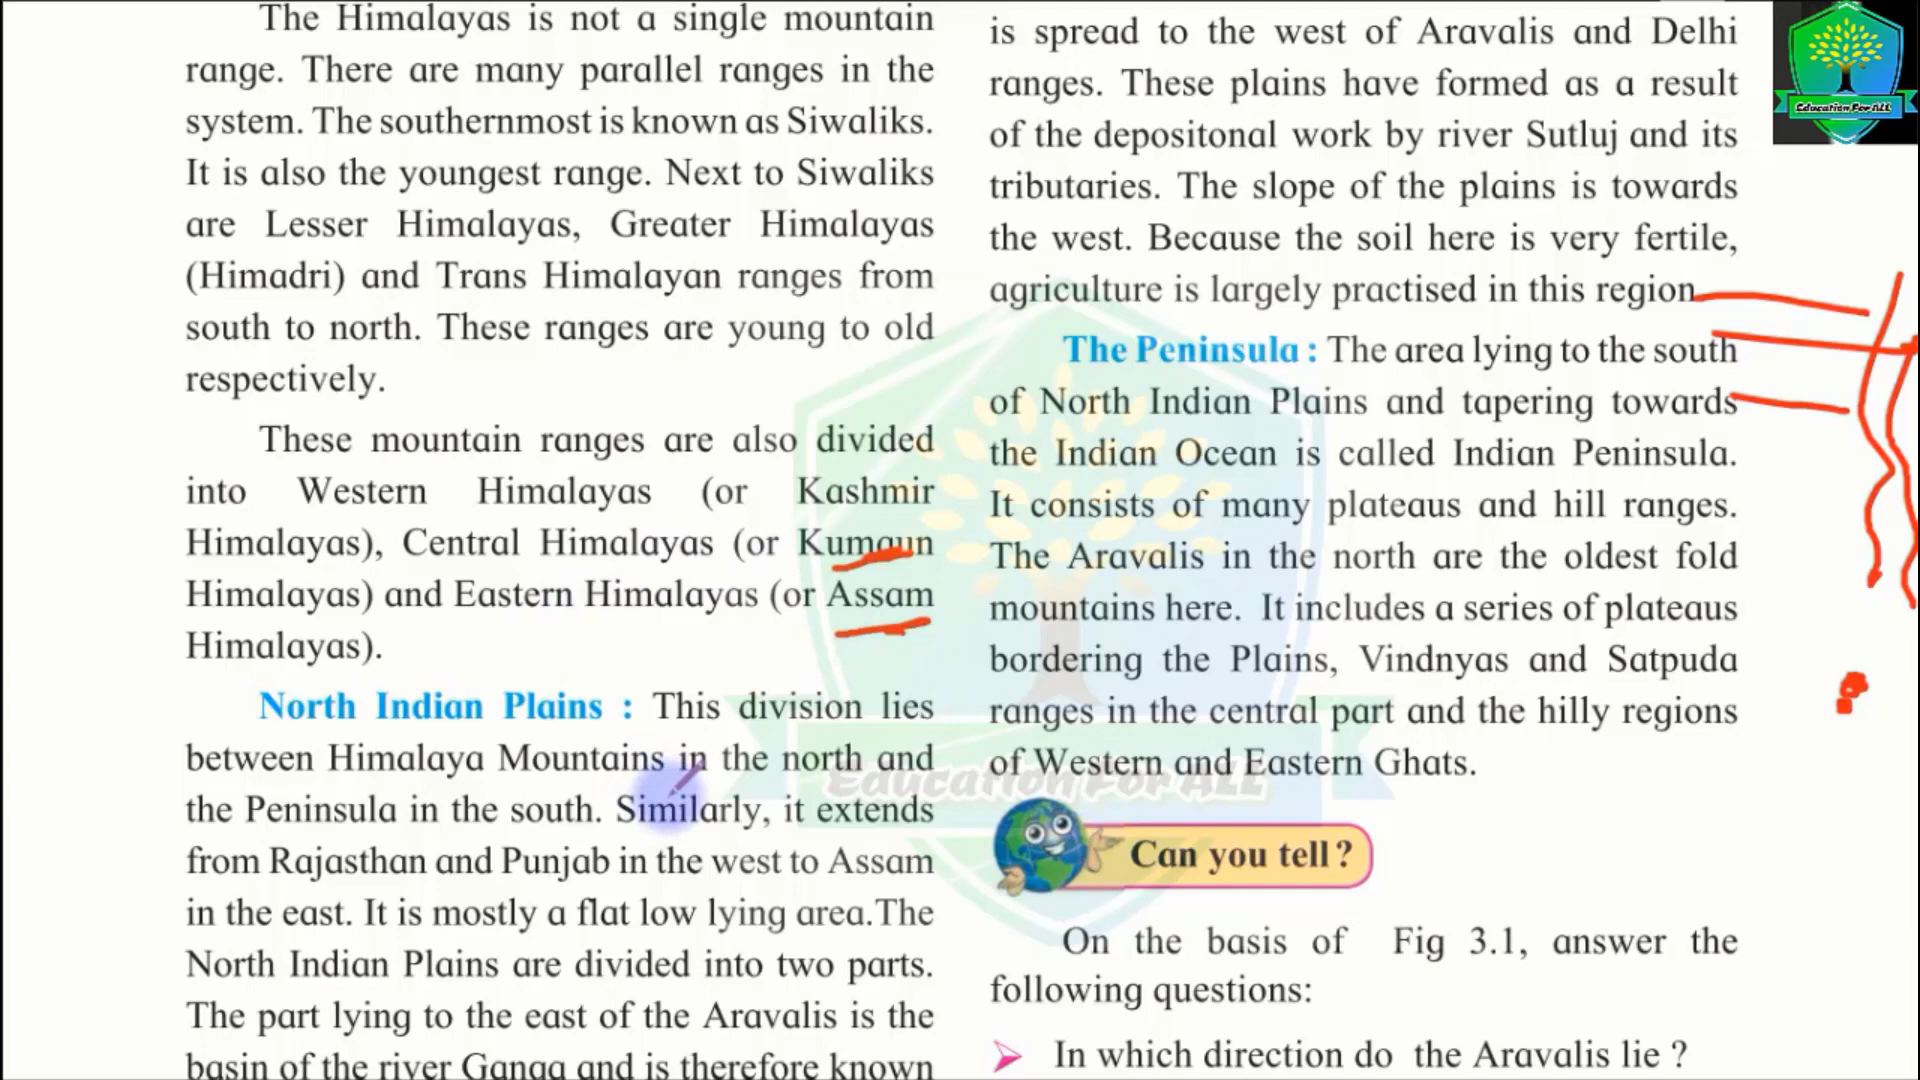 The Himalayas is not a single mountain
range. There are many parallel ranges in the
system. The southernmost is known as Siwaliks.
It is also the youngest range. Next to Siwaliks
are Lesser Himalayas, Greater Himalayas
(Himadri) and Trans Himalayan ranges from
south to north. These ranges are young to old
respectively.
These mountain ranges are also divided
into Western Himalayas (or Kashmir
Himalayas), Central Himalayas (or Kumaun
Himalayas) and Eastern Himalayas (or Assam
Himalayas).
North Indian Plains : This division lies
between Himalaya Mountains in the north and
the Peninsula in the south. Similarly, it extends
from Rajasthan and Punjab in the west to Assam
in the east. It is mostly a flat low lying area.The
North Indian Plains are divided into two parts.
The part lying to the east of the Aravalis is the
basin of the river Ganga and is therefore known
is spread to the west of Aravalis and Delhi
ranges. These plains have formed as a result
of the depositonal work by river Sutluj and its
tributaries. The slope of the plains is towards
the west. Because the soil here is very fertile,
agriculture is largely practised in this region
The Peninsula : The area lying to the south
of North Indian Plains and tapering towards
the Indian Ocean is called Indian Peninsula.
It consists of many plateaus and hill ranges.
The Aravalis in the north are the oldest fold
mountains here. It includes a series of plateaus
bordering the Plains, Vindnyas and Satpuda
ranges in the central part and the hilly regions
of Western and Eastern Ghats.
Can you tell?
On the basis of Fig 3.1, answer the
following questions:
➢ In which direction do the Aravalis lie ?
Education For ALL
Education For ALL